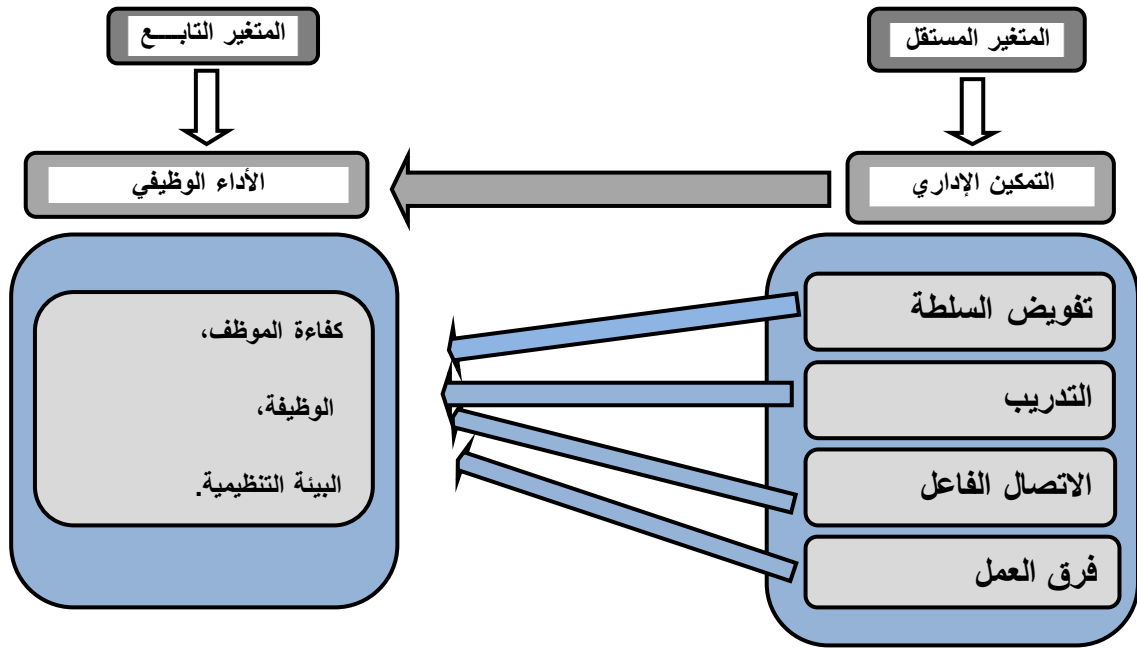 المتغير المستقل
المتغير التابـــــع
التمكين الإداري
الأداء الوظيفي
تفويض السلطة
التدريب
الاتصال الفاعل
فرق العمل
كفاءة الموظف،
الوظيفة،
البيئة التنظيمية.